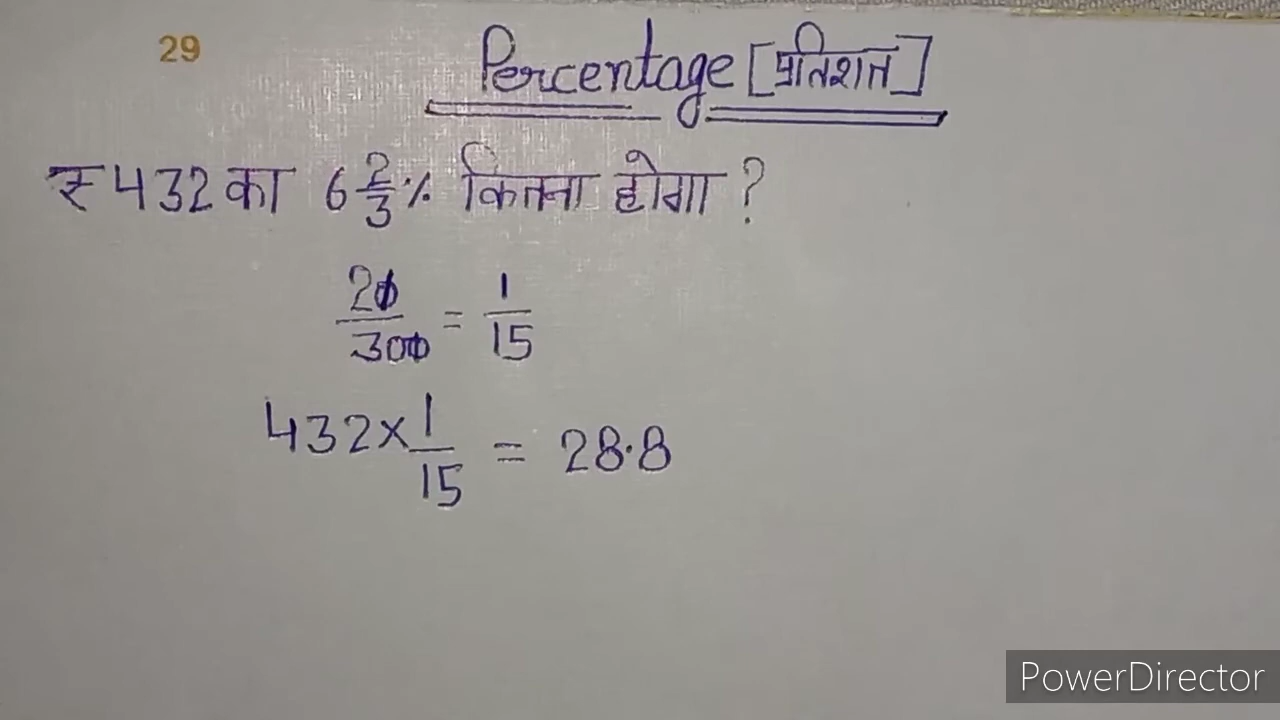 29
Percentage [प्रतिशत]
₹432 का 6 2/3 % कितना होगा ?
20/300 = 1/15
432 × 1/15 = 28.8
PowerDirector